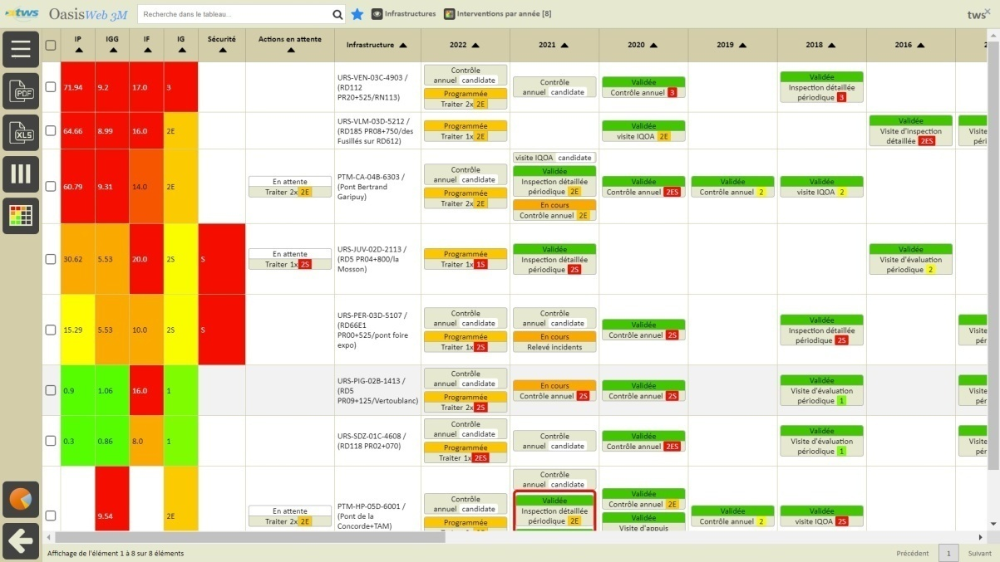 tws OasisWeb 3M Recherche dans le tableau... Infrastructures Interventions par année [8] tws
IP IGG IF IG Sécurité Actions en attente Infrastructure 2022 2021 2020 2019 2018 2016
PDF
XLS
71.94 9.2 17.0 3
URS-VEN-03C-4903 /
(RD112
PR20+525/RN113)
Contrôle
annuel candidate
Programmée
Traiter 2x 2E
Contrôle
annuel candidate
Validée
Contrôle annuel 3
Validée
Inspection détaillée
périodique 3
64.66 8.99 16.0 2E
URS-VLM-03D-5212 /
(RD185 PR08+750/des
Fusillés sur RD612)
Programmée
Traiter 1x 2E
Validée
visite IQOA 2E
Validée
Visite d'inspection
détaillée 2ES
60.79 9.31 14.0 2E
En attente
Traiter 2x 2E
PTM-CA-04B-6303 /
(Pont Bertrand
Garipuy)
Contrôle
annuel candidate
Programmée
Traiter 2x 2E
visite IQOA candidate
Validée
Inspection détaillée
périodique 2E
En cours
Contrôle annuel 2E
Validée
Contrôle annuel 2ES
Validée
Contrôle annuel 2
Validée
visite IQOA 2
30.62 5.53 20.0 2S S
En attente
Traiter 1x 2S
URS-JUV-02D-2113 /
(RD5 PR04+800/la
Mosson)
Programmée
Traiter 1x 1S
Validée
Inspection détaillée
périodique 2S
Validée
Visite d'évaluation
périodique 2
15.29 5.53 10.0 2S S
URS-PER-03D-5107 /
(RD66E1
PR00+525/pont foire
expo)
Contrôle
annuel candidate
Programmée
Traiter 1x 2S
Contrôle
annuel candidate
En cours
Relevé incidents
Validée
Contrôle annuel 2S
Validée
Inspection détaillée
périodique 2S
0.9 1.06 16.0 1
URS-PIG-02B-1413 /
(RD5
PR09+125/Vertoublanc)
Contrôle
annuel candidate
Programmée
Traiter 2x 2S
En cours
Contrôle annuel 2S
Validée
Contrôle annuel 2S
Validée
Visite d'évaluation
périodique 1
0.3 0.86 8.0 1
URS-SDZ-01C-4608 /
(RD118 PR02+070)
Contrôle
annuel candidate
Programmée
Traiter 1x 2ES
Contrôle
annuel candidate
Validée
Contrôle annuel 2ES
Validée
Visite d'évaluation
périodique 1
9.54 2E
En attente
Traiter 2x 2E
PTM-HP-05D-6001 /
(Pont de la
Concorde+TAM)
Contrôle
annuel candidate
Programmée
Contrôle
annuel candidate
Validée
Inspection détaillée
périodique 2E
Validée
Contrôle annuel 2E
Validée
Visite d'appuis
Validée
Contrôle annuel 2
Validée
visite IQOA 2S
Affichage de l'élément 1 à 8 sur 8 éléments
Précédent 1 Suivant